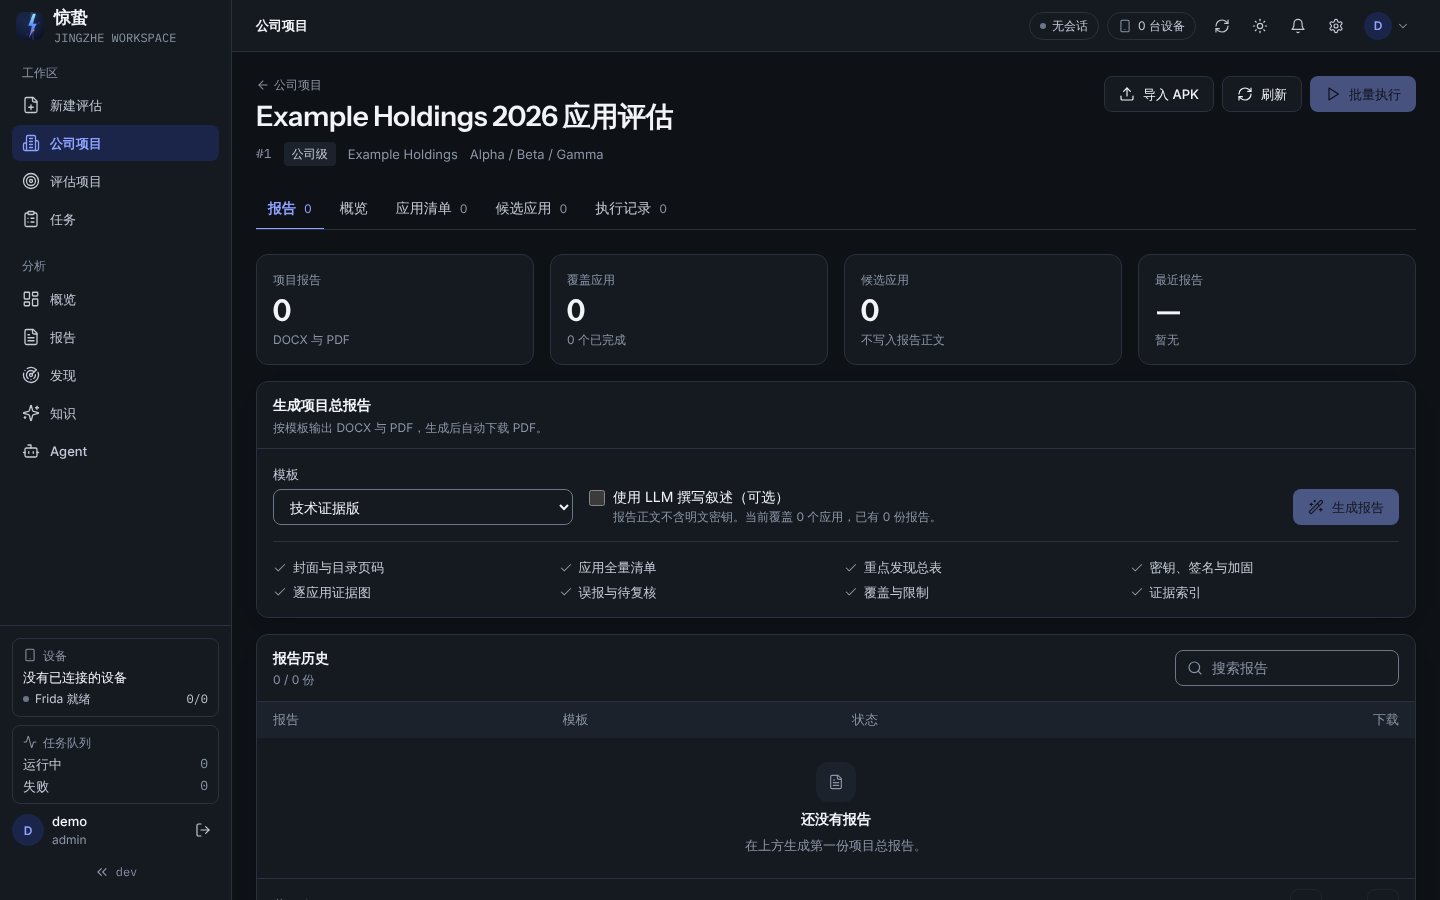 惊蛰
JINGZHE WORKSPACE
工作区
新建评估
公司项目
评估项目
任务
分析
概览
报告
发现
知识
Agent
设备
没有已连接的设备
Frida 就绪 0/0
任务队列
运行中 0
失败 0
D demo
admin
dev
公司项目
无会话
0 台设备
D
公司项目
Example Holdings 2026 应用评估
#1 公司级 Example Holdings Alpha / Beta / Gamma
导入 APK
刷新
批量执行
报告 0 概览 应用清单 0 候选应用 0 执行记录 0
项目报告
0
DOCX 与 PDF
覆盖应用
0
0 个已完成
候选应用
0
不写入报告正文
最近报告
—
暂无
生成项目总报告
按模板输出 DOCX 与 PDF，生成后自动下载 PDF。
模板
技术证据版
使用 LLM 撰写叙述（可选）
报告正文不含明文密钥。当前覆盖 0 个应用，已有 0 份报告。
生成报告
封面与目录页码 应用全量清单 重点发现总表 密钥、签名与加固
逐应用证据图 误报与待复核 覆盖与限制 证据索引
报告历史
0 / 0 份
搜索报告
报告 模板 状态 下载
还没有报告
在上方生成第一份项目总报告。